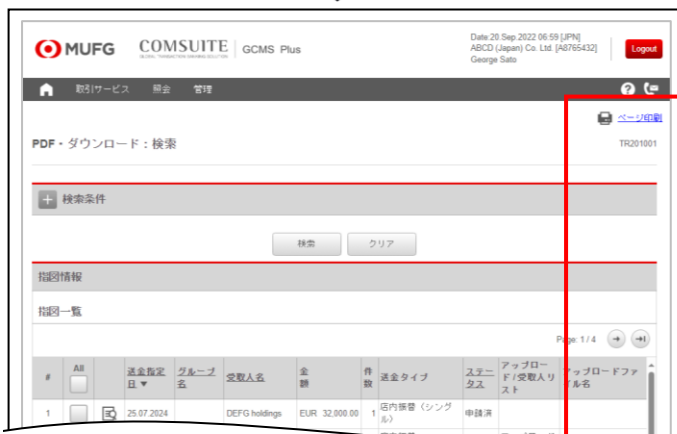 MUFG COMSUITE GCMS Plus
Date:20 Sep 2022 06:59 [JPN]
ABCD (Japan) Co. Ltd. [A8765432]
George Sato
Logout
取引サービス 照会 管理
ページ印刷
PDF・ダウンロード：検索
TR201001
検索条件
検索 クリア
指図情報
指図一覧
Page: 1 / 4
# All 送金指定日▼ グループ名 受取人名 金額 件数 送金タイプ ステータス アップロード/受取人リスト アップロードファイル名
1 25.07.2024 DEFG holdings EUR 32,000.00 1 店内振替（シングル） 申請済